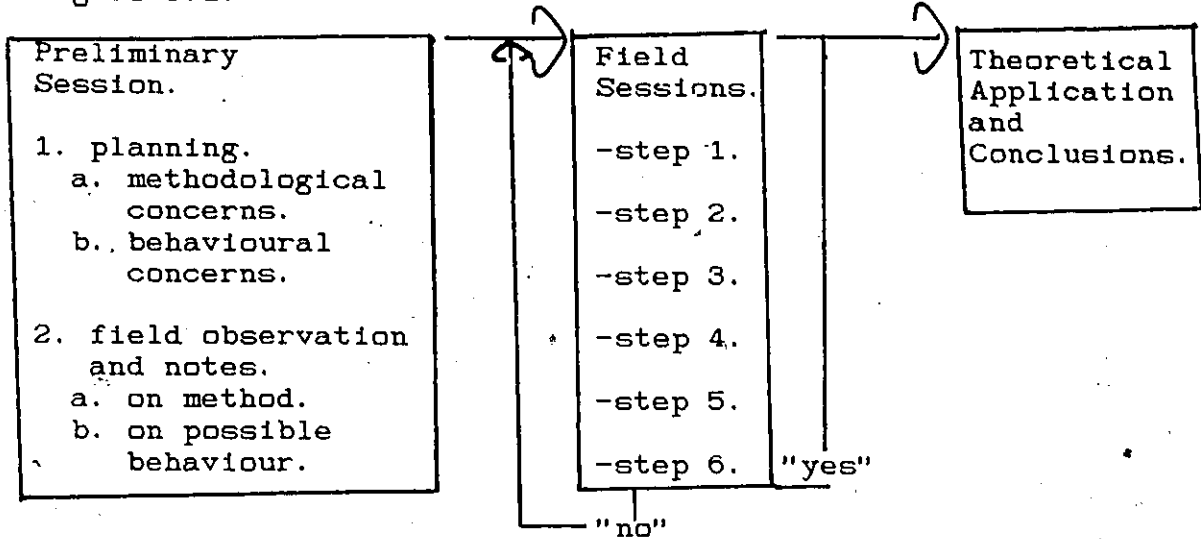 Preliminary
Session.
1. planning.
a. methodological
concerns.
b. behavioural
concerns.
2. field observation
and notes.
a. on method.
b. on possible
behaviour.
Field
Sessions.
-step 1.
-step 2.
-step 3.
-step 4.
-step 5.
-step 6.
"yes"
"no"
Theoretical
Application
and
Conclusions.